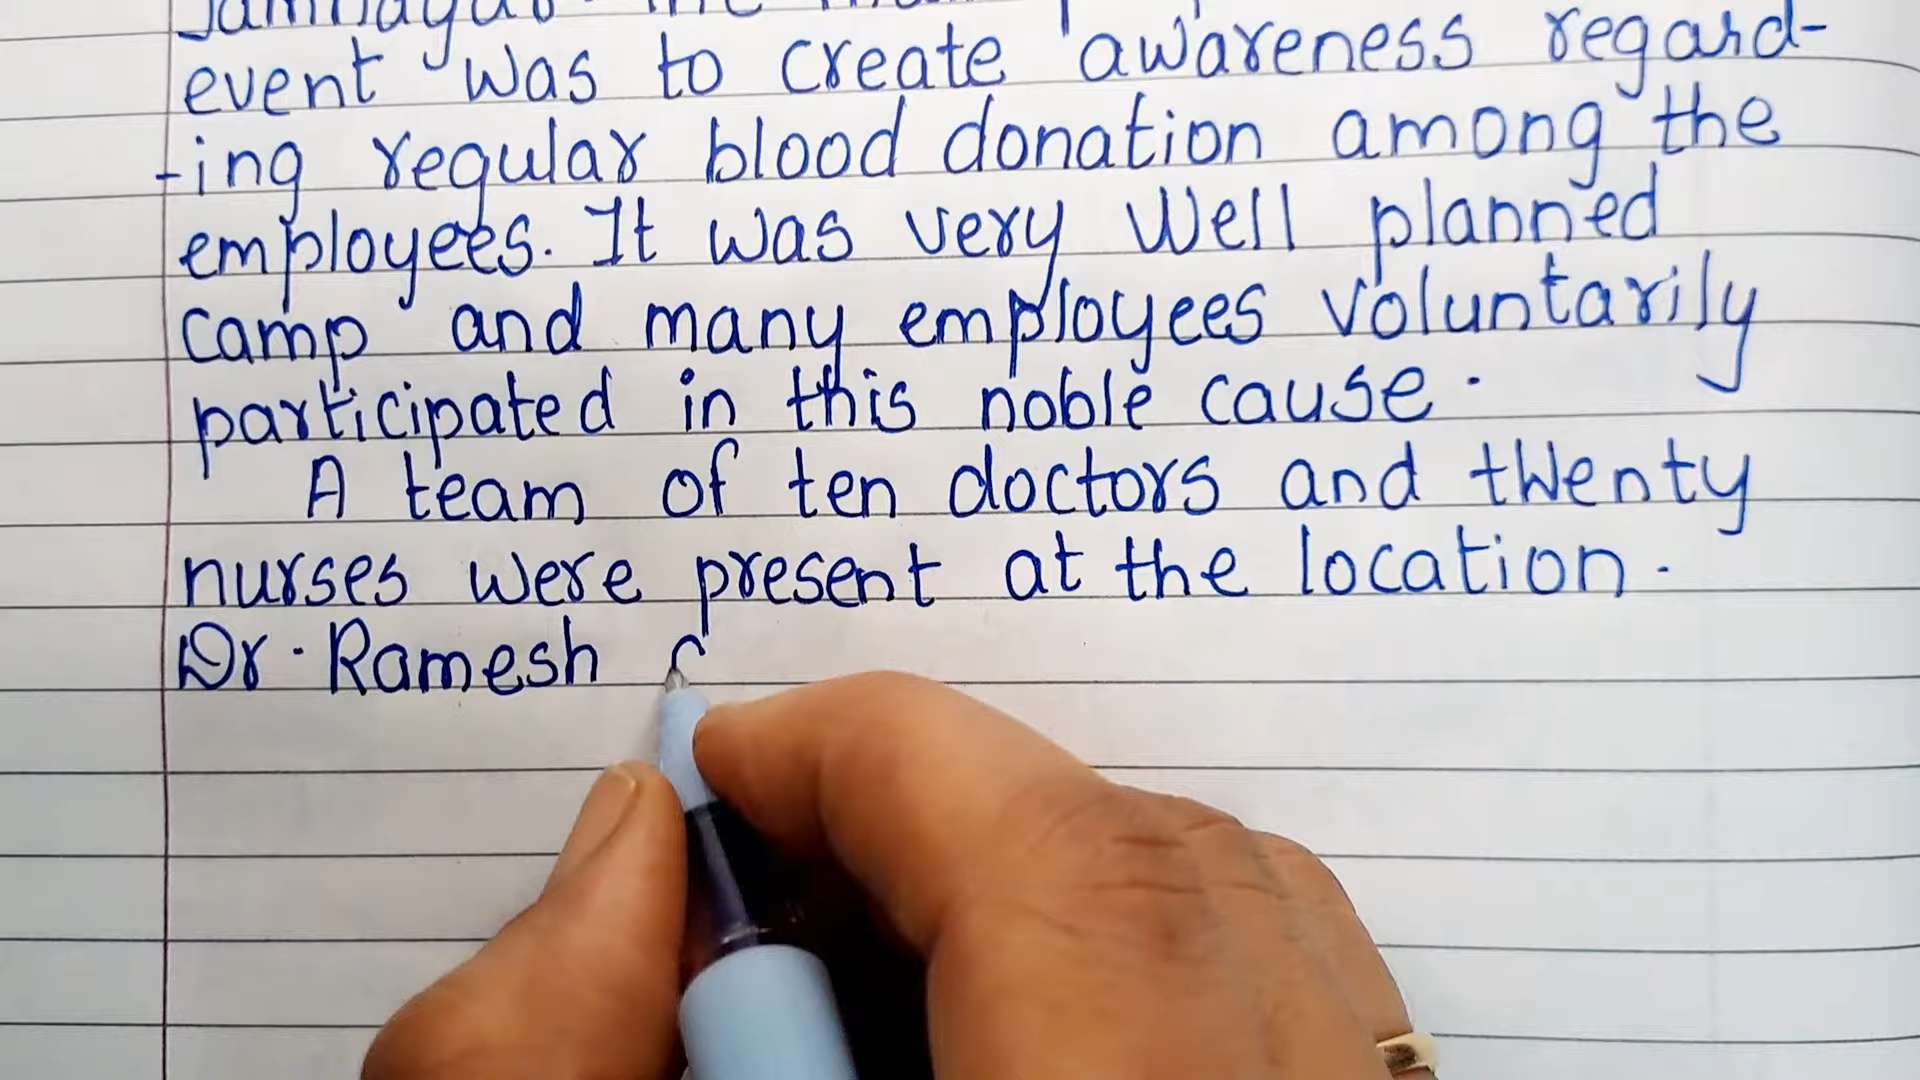 Jamnagar. The
event was to create awareness regard-
-ing regular blood donation among the
employees. It was very well planned
camp and many employees voluntarily
participated in this noble cause.
A team of ten doctors and twenty
nurses were present at the location.
Dr. Ramesh